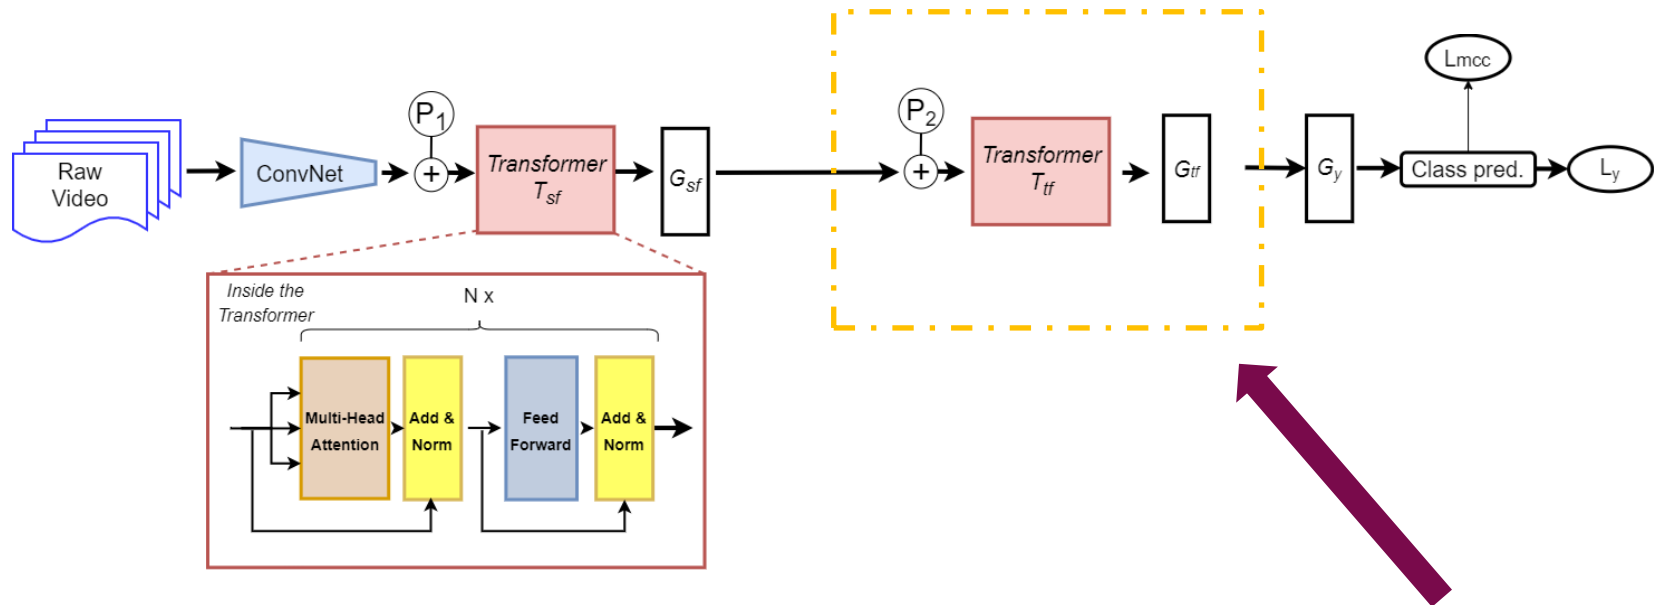 Raw
Video
ConvNet
P1
+
Transformer
Tsf
Gsf
P2
+
Transformer
Ttf
Gtf
Gy
Class pred.
Lmcc
Ly
Inside the
Transformer
N x
Multi-Head
Attention
Add &
Norm
Feed
Forward
Add &
Norm